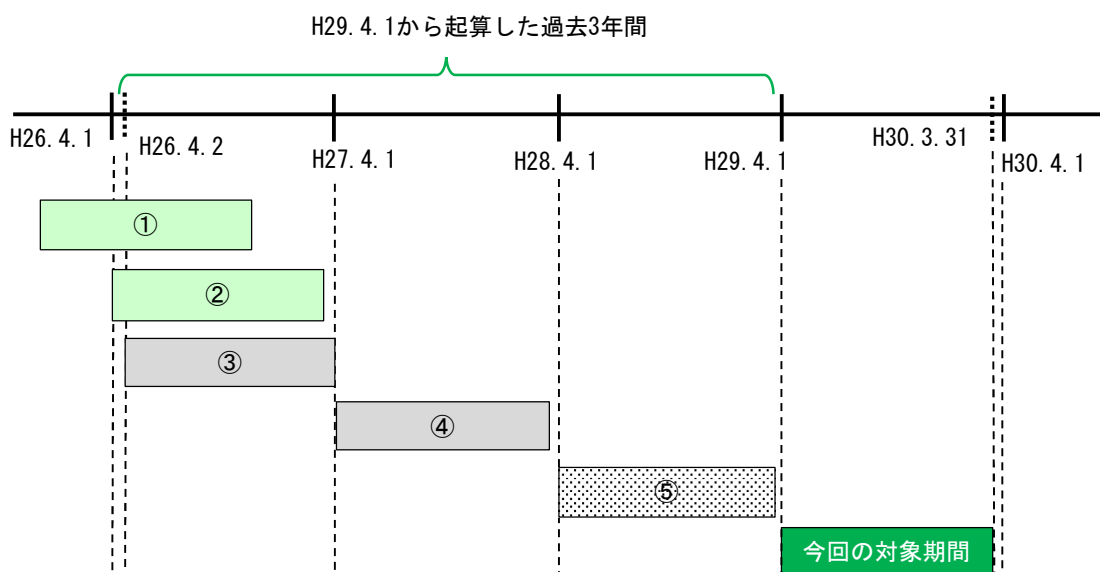 H29.4.1から起算した過去3年間
H26.4.1
H26.4.2
H27.4.1
H28.4.1
H29.4.1
H30.3.31
H30.4.1
①
②
③
④
⑤
今回の対象期間